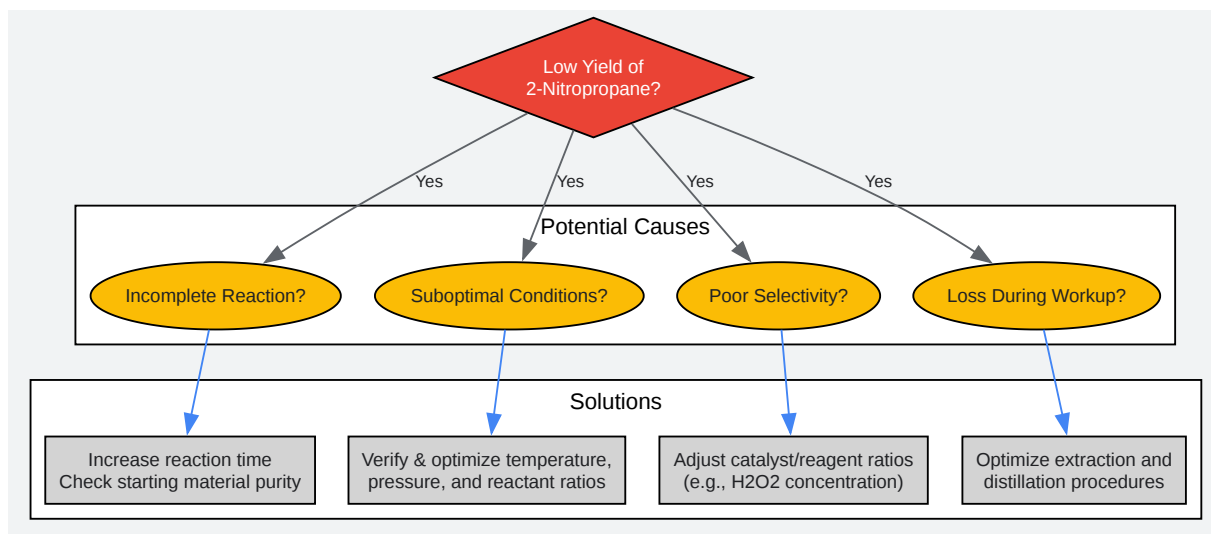 Low Yield of
2-Nitropropane?
Yes
Yes
Yes
Yes
Potential Causes
Incomplete Reaction?
Suboptimal Conditions?
Poor Selectivity?
Loss During Workup?
Solutions
Increase reaction time
Check starting material purity
Verify & optimize temperature,
pressure, and reactant ratios
Adjust catalyst/reagent ratios
(e.g., H2O2 concentration)
Optimize extraction and
distillation procedures